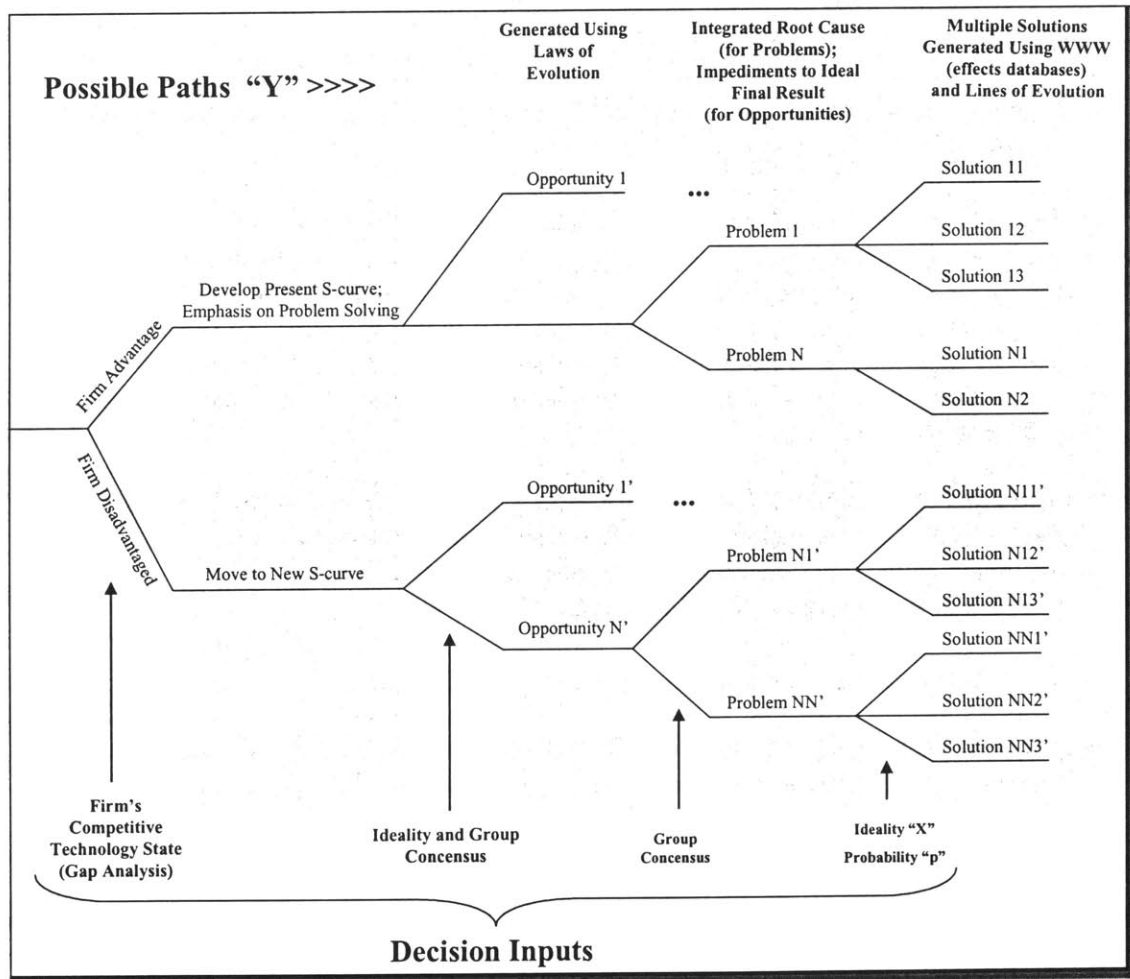 Generated Using
Laws of
Evolution
Integrated Root Cause
(for Problems);
Impediments to Ideal
Final Result
(for Opportunities)
Multiple Solutions
Generated Using WWW
(effects databases)
and Lines of Evolution
Possible Paths "Y" >>>>
Opportunity 1
...
Solution 11
Problem 1
Solution 12
Solution 13
Develop Present S-curve;
Emphasis on Problem Solving
Firm Advantage
Problem N
Solution N1
Solution N2
Firm Disadvantaged
Opportunity 1'
...
Solution N11'
Problem N1'
Solution N12'
Move to New S-curve
Solution N13'
Opportunity N'
Solution NN1'
Problem NN'
Solution NN2'
Solution NN3'
Firm's
Competitive
Technology State
(Gap Analysis)
Ideality and Group
Concensus
Group
Concensus
Ideality "X"
Probability "p"
Decision Inputs